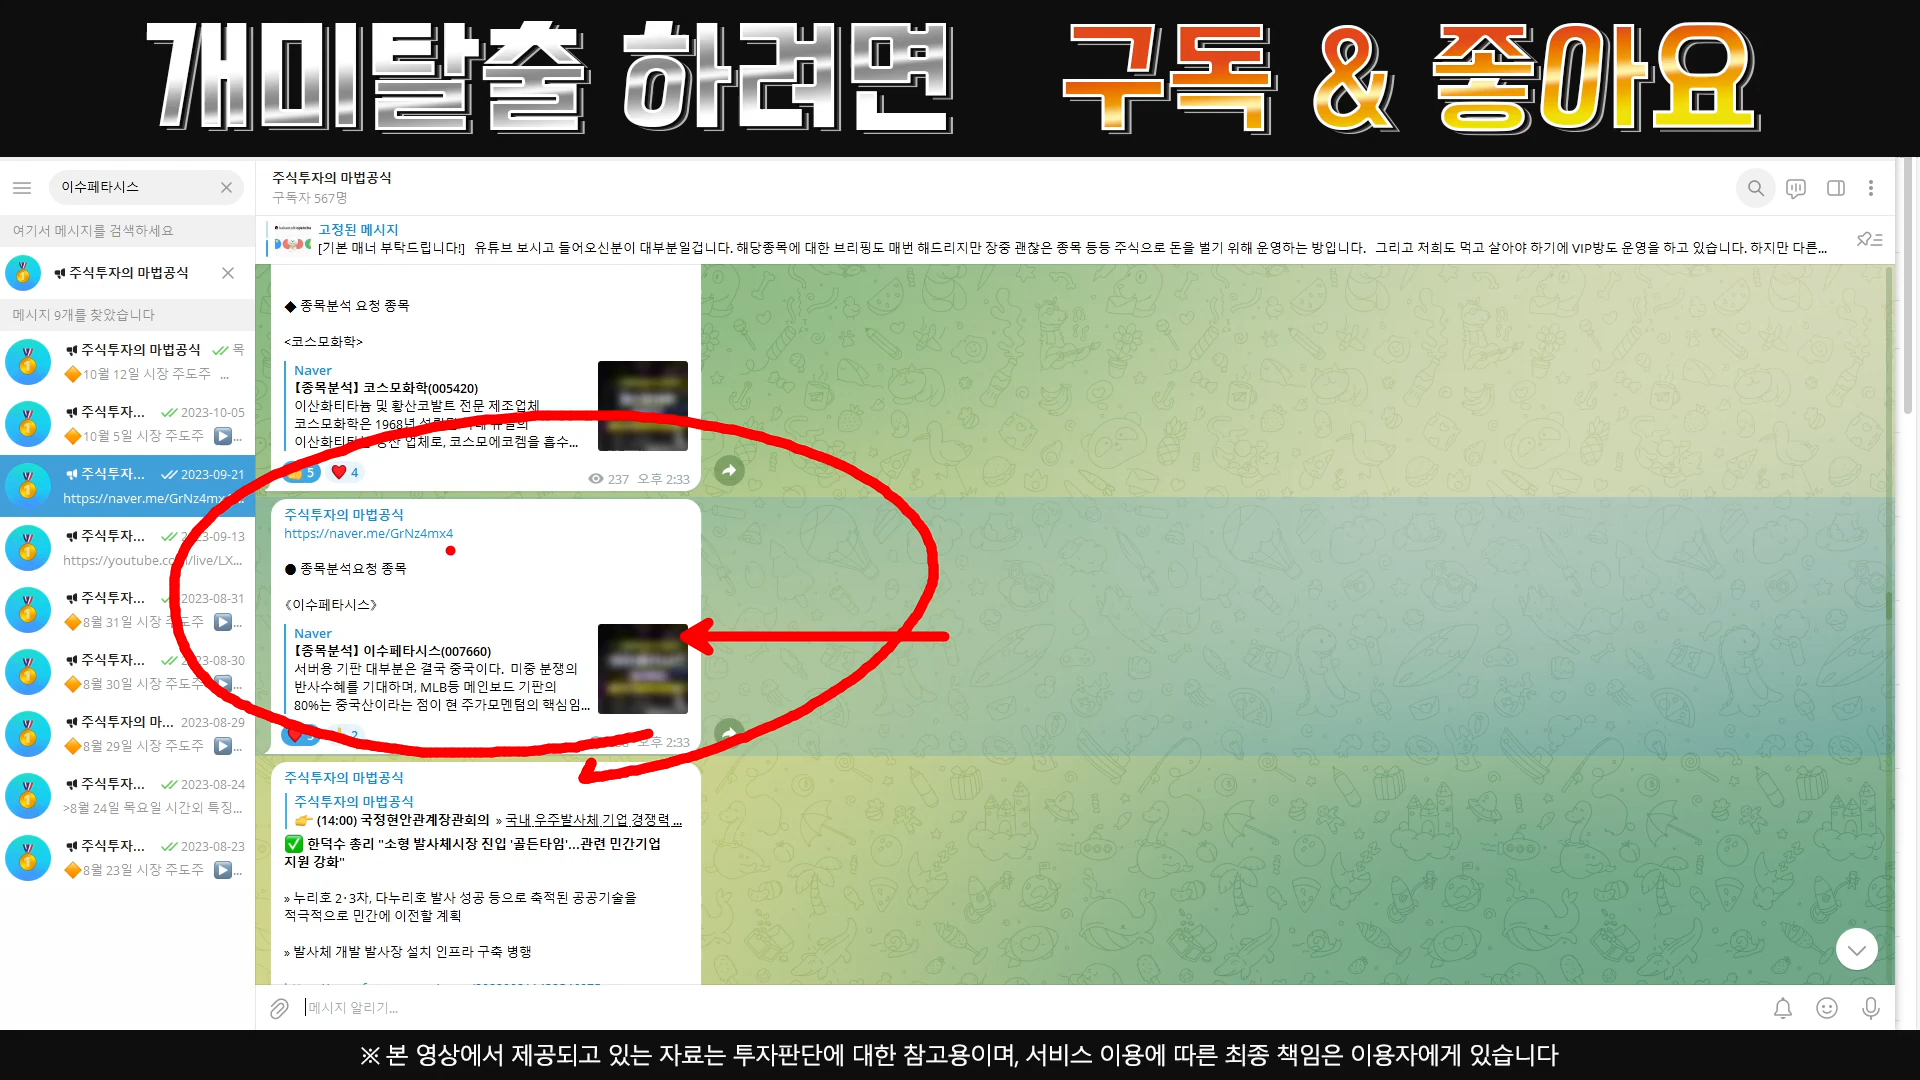 개미탈출 하려면 구독 & 좋아요
이수페타시스
여기서 메시지를 검색하세요
주식투자의 마법공식
메시지 9개를 찾았습니다
주식투자의 마법공식 목
10월 12일 시장 주도주 ...
주식투자... 2023-10-05
10월 5일 시장 주도주 ...
주식투자... 2023-09-21
https://naver.me/GrNz4mx
주식투자... 2023-09-13
https://youtube.com/live/LX...
주식투자... 2023-08-31
8월 31일 시장 주도주 ...
주식투자... 2023-08-30
8월 30일 시장 주도주 ...
주식투자의 마... 2023-08-29
8월 29일 시장 주도주 ...
주식투자... 2023-08-24
>8월 24일 목요일 시간외 특징...
주식투자... 2023-08-23
8월 23일 시장 주도주 ...
주식투자의 마법공식
구독자 567명
고정된 메시지
[기본 매너 부탁드립니다!] 유튜브 보시고 들어오신분이 대부분일겁니다. 해당종목에 대한 브리핑도 매번 해드리지만 장중 괜찮은 종목 등등 주식으로 돈을 벌기 위해 운영하는 방입니다. 그리고 저희도 먹고 살아야 하기에 VIP방도 운영을 하고 있습니다. 하지만 다른...
◆ 종목분석 요청 종목
<코스모화학>
Naver
【종목분석】 코스모화학(005420)
이산화티타늄 및 황산코발트 전문 제조업체
코스모화학은 1968년
이산화티타늄 생산 업체로, 코스모에코켐을 흡수...
5 4
237 오후 2:33
주식투자의 마법공식
https://naver.me/GrNz4mx4
● 종목분석요청 종목
《이수페타시스》
Naver
【종목분석】 이수페타시스(007660)
서버용 기판 대부분은 결국 중국이다. 미중 분쟁의
반사수혜를 기대하며, MLB등 메인보드 기판의
80%는 중국산이라는 점이 현 주가모멘텀의 핵심임...
2
오후 2:33
주식투자의 마법공식
주식투자의 마법공식
(14:00) 국정현안관계장관회의 » 국내 우주발사체 기업 경쟁력 ...
한덕수 총리 "소형 발사체시장 진입 '골든타임'...관련 민간기업
지원 강화"
» 누리호 2·3차, 다누리호 발사 성공 등으로 축적된 공공기술을
적극적으로 민간에 이전할 계획
» 발사체 개발 발사장 설치 인프라 구축 병행
메시지 알리기...
※ 본 영상에서 제공되고 있는 자료는 투자판단에 대한 참고용이며, 서비스 이용에 따른 최종 책임은 이용자에게 있습니다